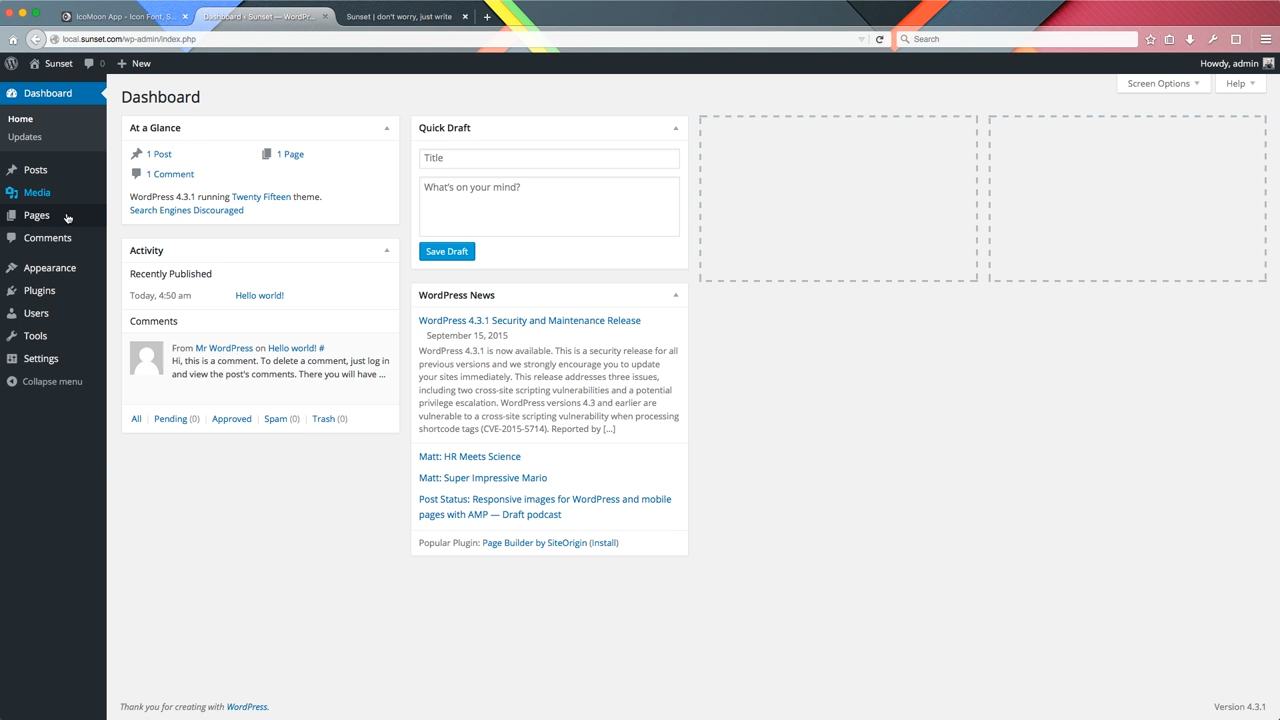 IcoMoon App - Icon Font, S...
Dashboard ‹ Sunset — WordPr...
Sunset | don't worry, just write
local.sunset.com/wp-admin/index.php
Search
Sunset
0
New
Howdy, admin
Dashboard
Home
Updates
Posts
Media
Pages
Comments
Appearance
Plugins
Users
Tools
Settings
Collapse menu
Dashboard
Screen Options
Help
At a Glance
1 Post
1 Page
1 Comment
WordPress 4.3.1 running Twenty Fifteen theme.
Search Engines Discouraged
Activity
Recently Published
Today, 4:50 am
Hello world!
Comments
From Mr WordPress on Hello world! #
Hi, this is a comment. To delete a comment, just log in
and view the post's comments. There you will have ...
All | Pending (0) | Approved | Spam (0) | Trash (0)
Quick Draft
Title
What's on your mind?
Save Draft
WordPress News
WordPress 4.3.1 Security and Maintenance Release
September 15, 2015
WordPress 4.3.1 is now available. This is a security release for all
previous versions and we strongly encourage you to update
your sites immediately. This release addresses three issues,
including two cross-site scripting vulnerabilities and a potential
privilege escalation. WordPress versions 4.3 and earlier are
vulnerable to a cross-site scripting vulnerability when processing
shortcode tags (CVE-2015-5714). Reported by [...]
Matt: HR Meets Science
Matt: Super Impressive Mario
Post Status: Responsive images for WordPress and mobile
pages with AMP — Draft podcast
Popular Plugin: Page Builder by SiteOrigin (Install)
Thank you for creating with WordPress.
Version 4.3.1